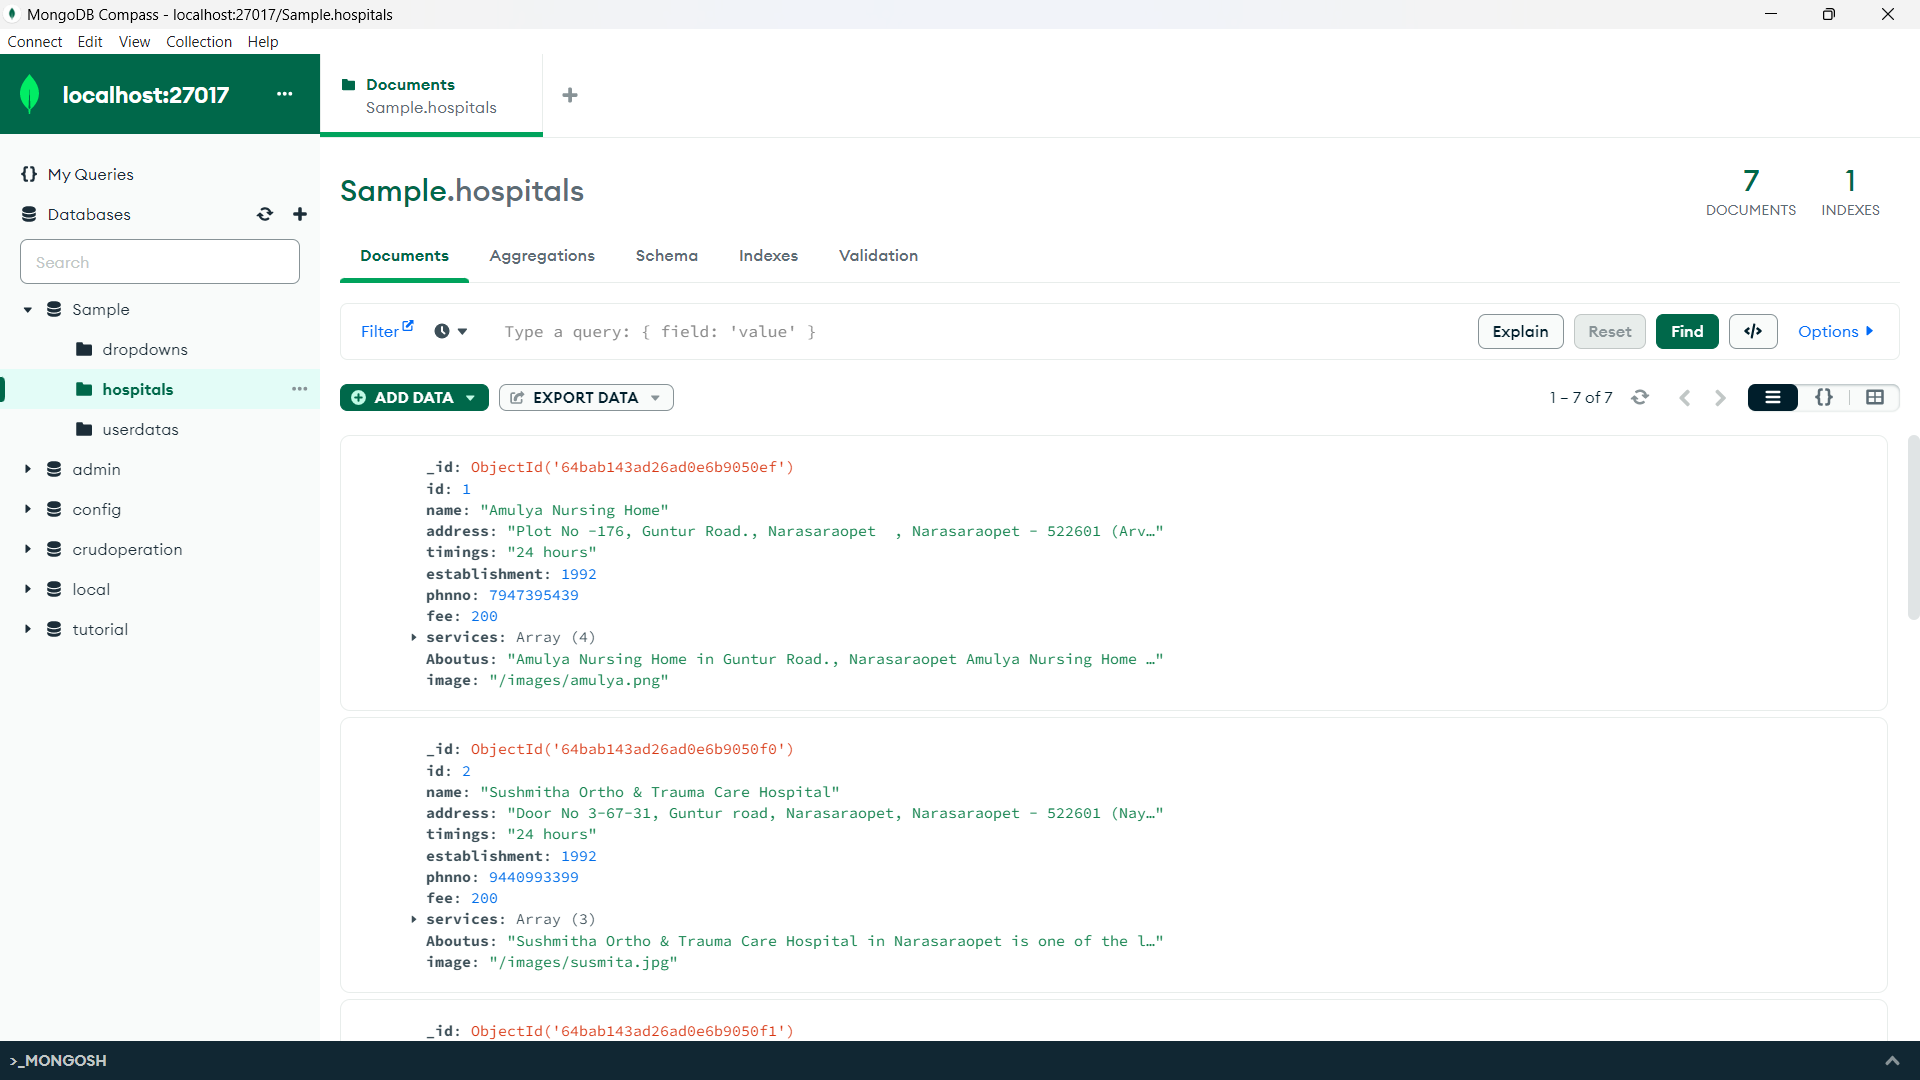 MongoDB Compass - localhost:27017/Sample.hospitals
Connect Edit View Collection Help
localhost:27017 ...
Documents
Sample.hospitals
+
{} My Queries
Databases
Search
Sample
dropdowns
hospitals ...
userdatas
admin
config
crudoperation
local
tutorial
Sample.hospitals
7
DOCUMENTS
1
INDEXES
Documents Aggregations Schema Indexes Validation
Filter Type a query: { field: 'value' } Explain Reset Find </> Options
ADD DATA EXPORT DATA 1 – 7 of 7 {}
_id: ObjectId('64bab143ad26ad0e6b9050ef')
id: 1
name: "Amulya Nursing Home"
address: "Plot No -176, Guntur Road., Narasaraopet  , Narasaraopet - 522601 (Arv…"
timings: "24 hours"
establishment: 1992
phnno: 7947395439
fee: 200
services: Array (4)
Aboutus: "Amulya Nursing Home in Guntur Road., Narasaraopet Amulya Nursing Home …"
image: "/images/amulya.png"
_id: ObjectId('64bab143ad26ad0e6b9050f0')
id: 2
name: "Sushmitha Ortho & Trauma Care Hospital"
address: "Door No 3-67-31, Guntur road, Narasaraopet, Narasaraopet - 522601 (Nay…"
timings: "24 hours"
establishment: 1992
phnno: 9440993399
fee: 200
services: Array (3)
Aboutus: "Sushmitha Ortho & Trauma Care Hospital in Narasaraopet is one of the l…"
image: "/images/susmita.jpg"
_id: ObjectId('64bab143ad26ad0e6b9050f1')
>_MONGOSH